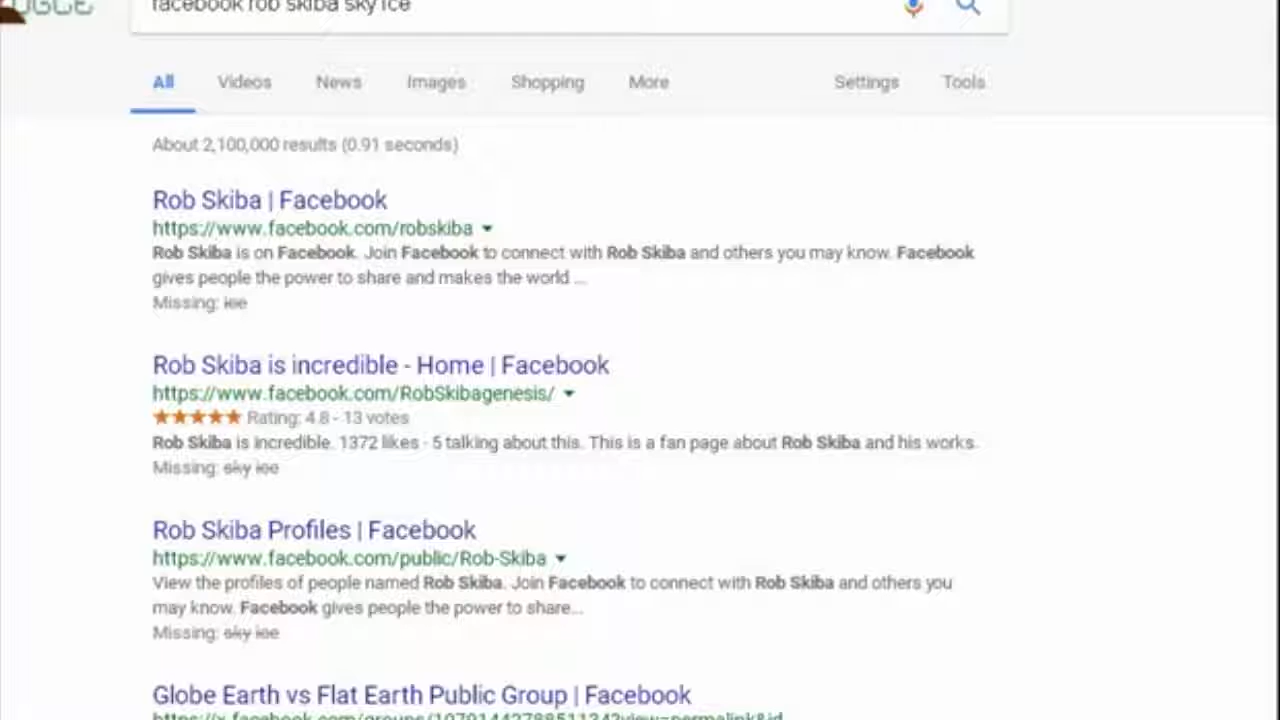 facebook rob skiba sky ice
All Videos News Images Shopping More Settings Tools
About 2,100,000 results (0.91 seconds)
Rob Skiba | Facebook
https://www.facebook.com/robskiba
Rob Skiba is on Facebook. Join Facebook to connect with Rob Skiba and others you may know. Facebook
gives people the power to share and makes the world ...
Missing: ice
Rob Skiba is incredible - Home | Facebook
https://www.facebook.com/RobSkibagenesis/
Rating: 4.8 - 13 votes
Rob Skiba is incredible. 1372 likes · 5 talking about this. This is a fan page about Rob Skiba and his works.
Missing: sky ice
Rob Skiba Profiles | Facebook
https://www.facebook.com/public/Rob-Skiba
View the profiles of people named Rob Skiba. Join Facebook to connect with Rob Skiba and others you
may know. Facebook gives people the power to share...
Missing: sky ice
Globe Earth vs Flat Earth Public Group | Facebook